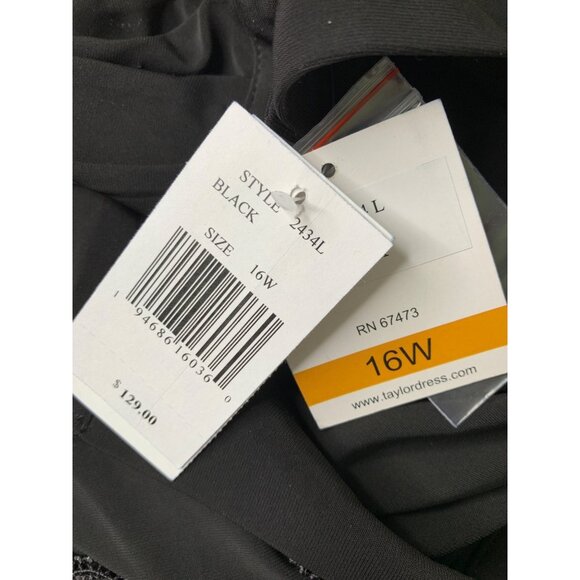 STYLE 2434L
BLACK
SIZE 16W
1 94686 16036 0
$ 129.00
L
RN 67473
16W
www.taylordress.com